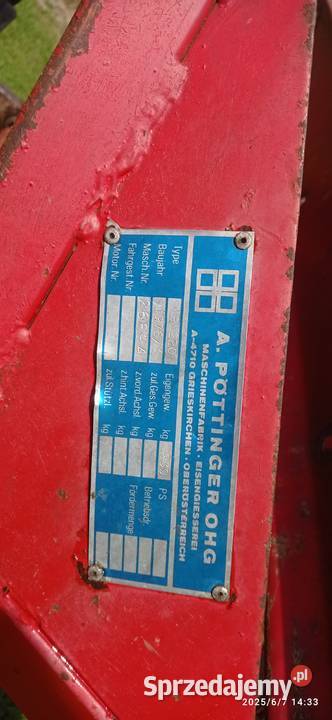 A. PÖTTINGER OHG
MASCHINENFABRIK · EISENGIESSEREI
A-4710 GRIESKIRCHEN · OBERÖSTERREICH
Type
Baujahr
Masch. Nr.
Fahrgest. Nr.
Motor. Nr.
Eigengew. kg
zul. Ges. Gew. kg
z. vord. Achsl. kg
z. hint. Achsl. kg
zul. Stützl. kg
PS
Betriebsdr.
Fördermenge
Sprzedajemy.pl
2025/6/7 14:33